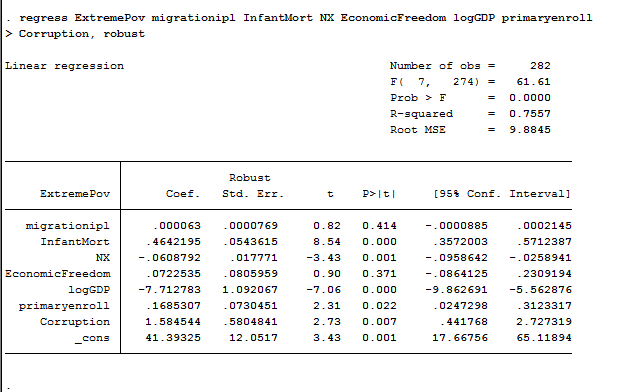 . regress ExtremePov migrationipl InfantMort NX EconomicFreedom logGDP primaryenroll
> Corruption, robust
Linear regression Number of obs = 282
F( 7, 274) = 61.61
Prob > F = 0.0000
R-squared = 0.7557
Root MSE = 9.8845
Robust
ExtremePov Coef. Std. Err. t P>|t| [95% Conf. Interval]
migrationipl .000063 .0000769 0.82 0.414 -.0000885 .0002145
InfantMort .4642195 .0543615 8.54 0.000 .3572003 .5712387
NX -.0608792 .017771 -3.43 0.001 -.0958642 -.0258941
EconomicFreedom .0722535 .0805959 0.90 0.371 -.0864125 .2309194
logGDP -7.712783 1.092067 -7.06 0.000 -9.862691 -5.562876
primaryenroll .1685307 .0730451 2.31 0.022 .0247298 .3123317
Corruption 1.584544 .5804841 2.73 0.007 .441768 2.727319
_cons 41.39325 12.0517 3.43 0.001 17.66756 65.11894
.